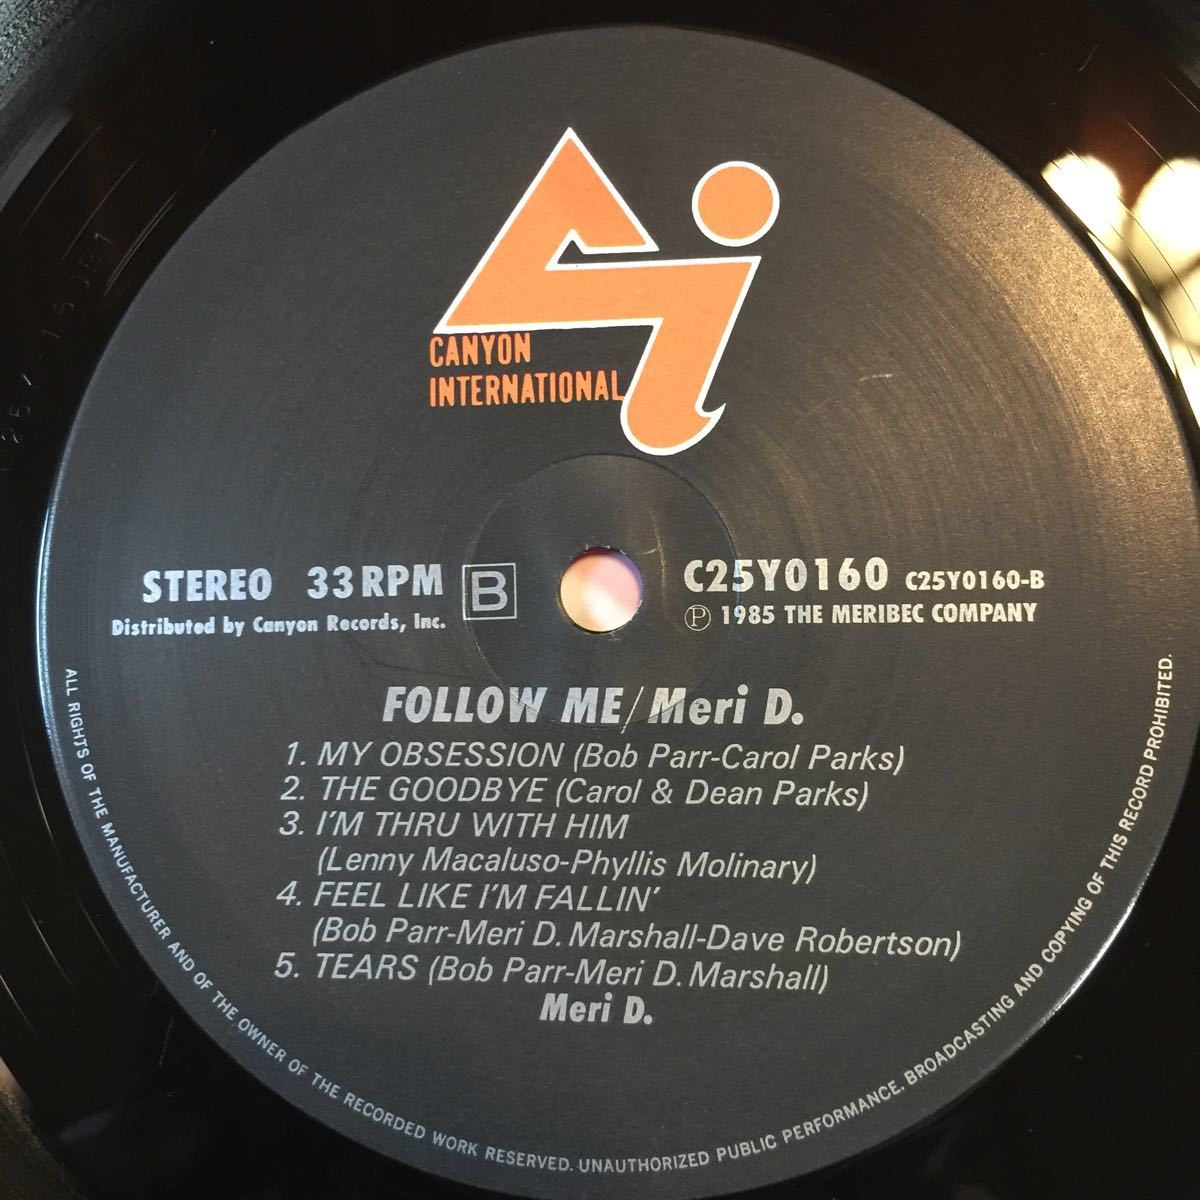 CANYON
INTERNATIONAL
STEREO 33 RPM B C25Y0160 C25Y0160-B
Distributed by Canyon Records, Inc. ℗ 1985 THE MERIBEC COMPANY
FOLLOW ME/Meri D.
1. MY OBSESSION (Bob Parr-Carol Parks)
2. THE GOODBYE (Carol & Dean Parks)
3. I'M THRU WITH HIM
(Lenny Macaluso-Phyllis Molinary)
4. FEEL LIKE I'M FALLIN'
(Bob Parr-Meri D. Marshall-Dave Robertson)
5. TEARS (Bob Parr-Meri D. Marshall)
Meri D.
ALL RIGHTS OF THE MANUFACTURER AND OF THE OWNER OF THE RECORDED WORK RESERVED. UNAUTHORIZED PUBLIC PERFORMANCE. BROADCASTING AND COPYING OF THIS RECORD PROHIBITED.